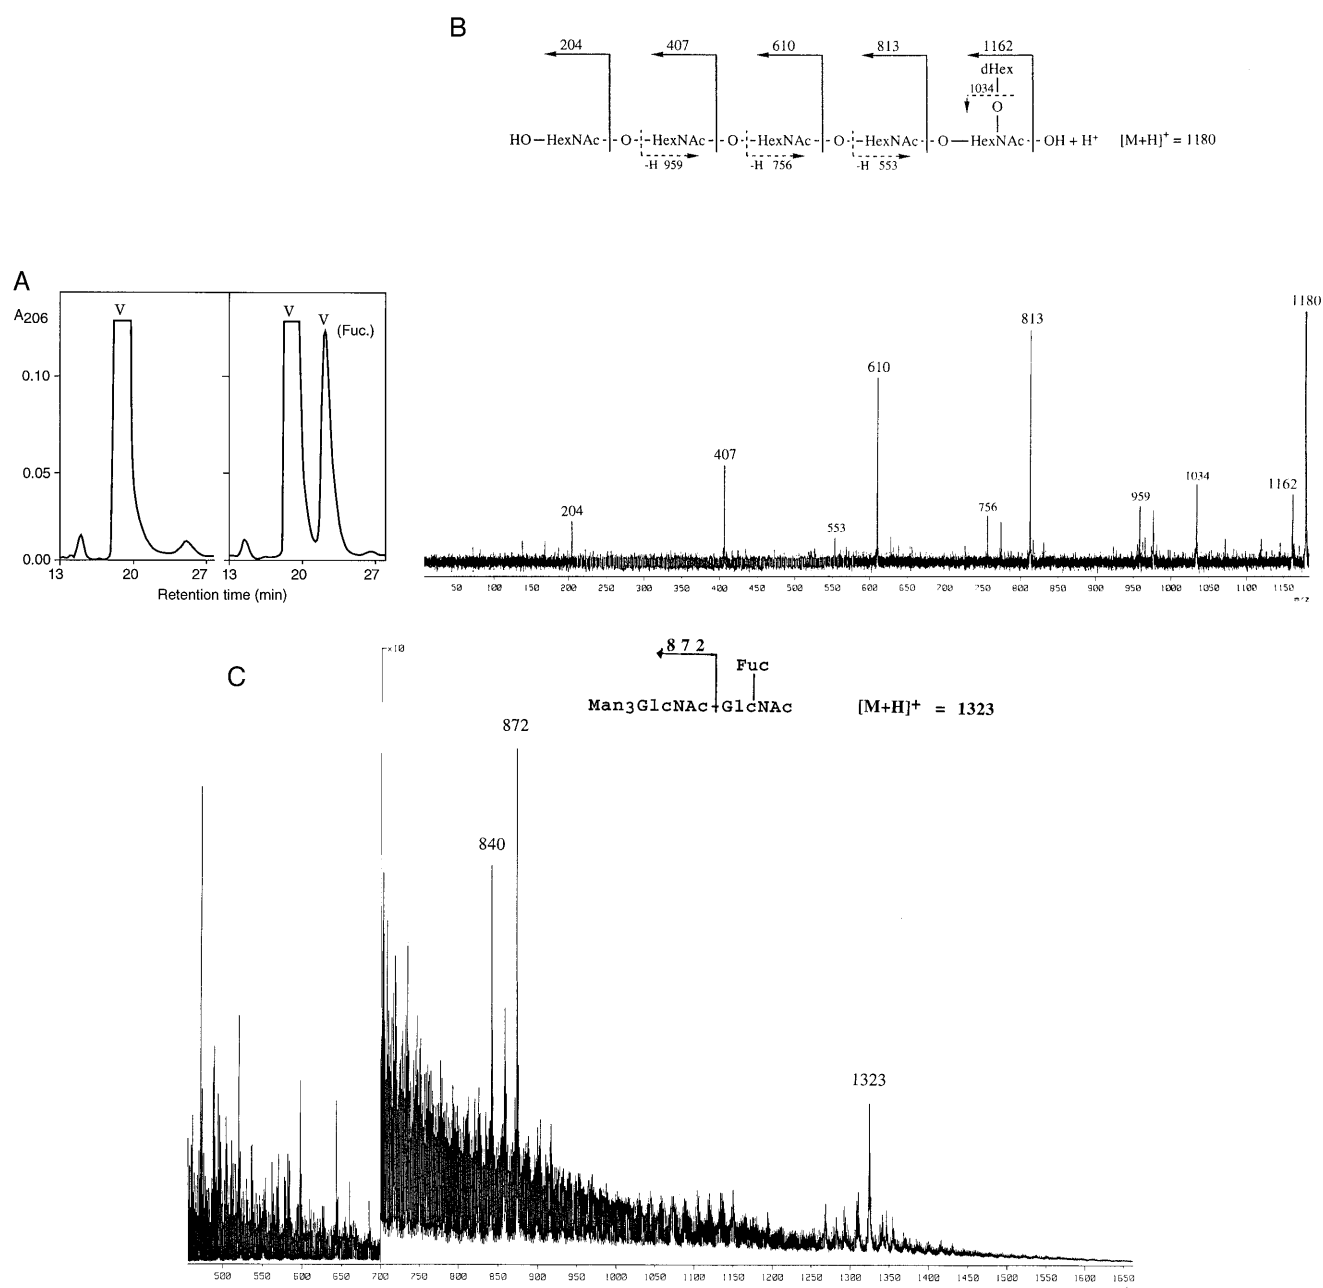 B
204 407 610 813 1162
dHex
1034
O
HO HexNAc O HexNAc O HexNAc O HexNAc O HexNAc OH + H+ [M+H]+ = 1180
-H 959 -H 756 -H 553
A
A206
V V V (Fuc.)
0.10
0.05
0.00
13 20 27 13 20 27
Retention time (min)
1180
813
610
407
1034
1162
959
756
204
553
50 100 150 200 250 300 350 400 450 500 550 600 650 700 750 800 850 900 950 1000 1050 1100 1150
m/z
C
×10
872
Fuc
Man3GlcNAc GlcNAc [M+H]+ = 1323
872
840
1323
500 550 600 650 700 750 800 850 900 950 1000 1050 1100 1150 1200 1250 1300 1350 1400 1450 1500 1550 1600 1650